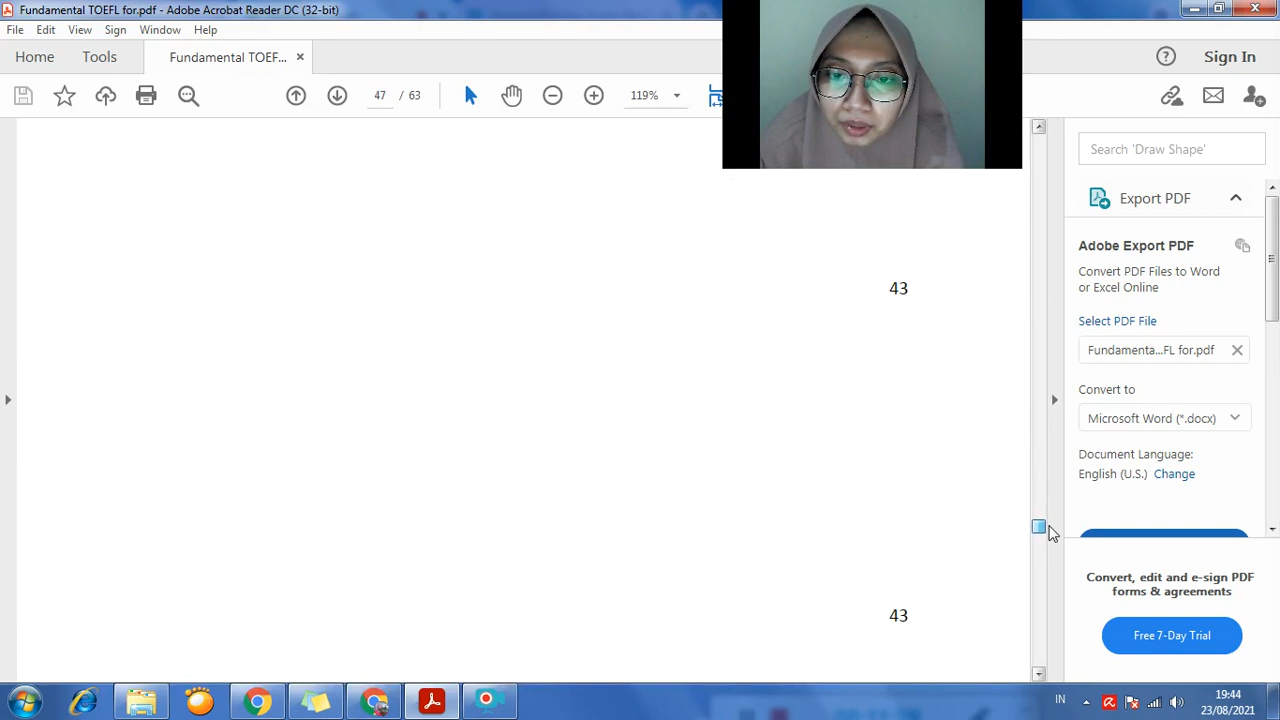 Fundamental TOEFL for.pdf - Adobe Acrobat Reader DC (32-bit)
File Edit View Sign Window Help
Home Tools Fundamental TOEF... ×
? Sign In
47 / 63 119%
Search 'Draw Shape'
Export PDF
Adobe Export PDF
Convert PDF Files to Word
or Excel Online
Select PDF File
Fundamenta...FL for.pdf
Convert to
Microsoft Word (*.docx)
Document Language:
English (U.S.) Change
Convert, edit and e-sign PDF
forms & agreements
Free 7-Day Trial
43
43
IN
19:44
23/08/2021